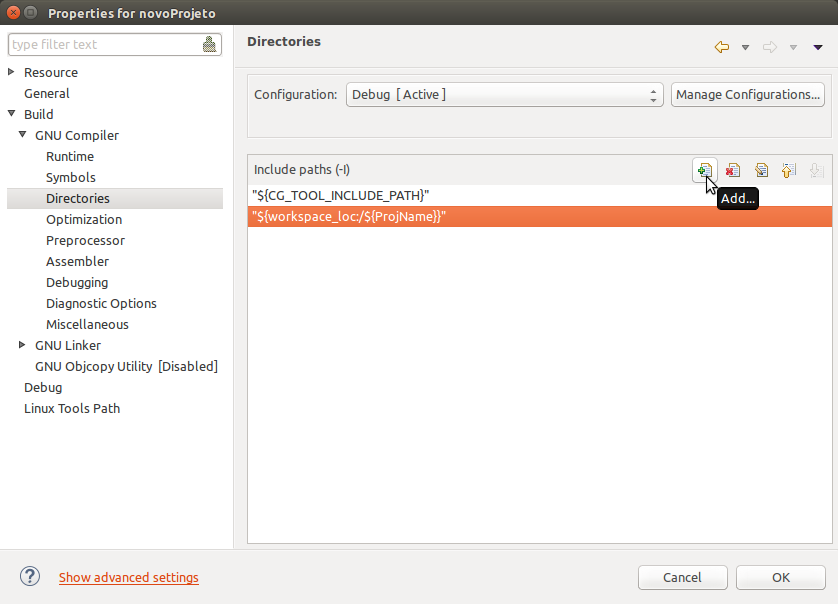 Properties for novoProjeto
type filter text
Resource
General
Build
GNU Compiler
Runtime
Symbols
Directories
Optimization
Preprocessor
Assembler
Debugging
Diagnostic Options
Miscellaneous
GNU Linker
GNU Objcopy Utility [Disabled]
Debug
Linux Tools Path
Directories
Configuration: Debug [ Active ] Manage Configurations...
Include paths (-I)
Add...
"${CG_TOOL_INCLUDE_PATH}"
"${workspace_loc:/${ProjName}}"
? Show advanced settings
Cancel OK